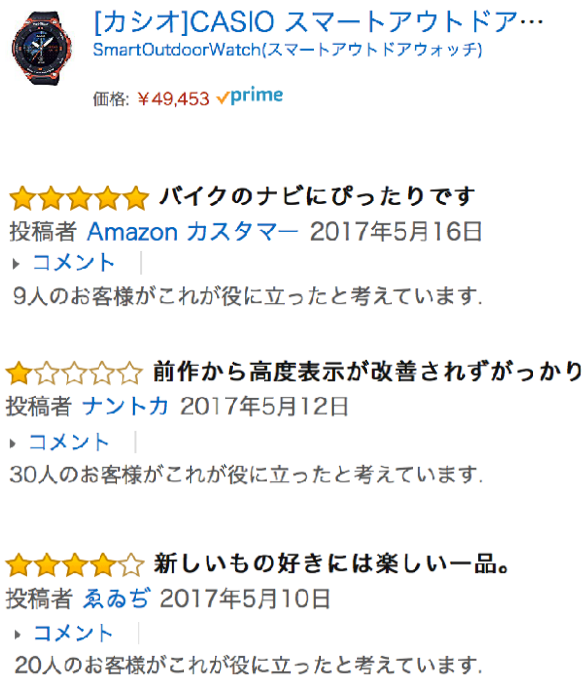 [カシオ]CASIO スマートアウトドア…
SmartOutdoorWatch(スマートアウトドアウォッチ)
価格: ￥49,453 prime
バイクのナビにぴったりです
投稿者 Amazon カスタマー 2017年5月16日
コメント
9人のお客様がこれが役に立ったと考えています.
前作から高度表示が改善されずがっかり
投稿者 ナントカ 2017年5月12日
コメント
30人のお客様がこれが役に立ったと考えています.
新しいもの好きには楽しい一品。
投稿者 ゑゐぢ 2017年5月10日
コメント
20人のお客様がこれが役に立ったと考えています.